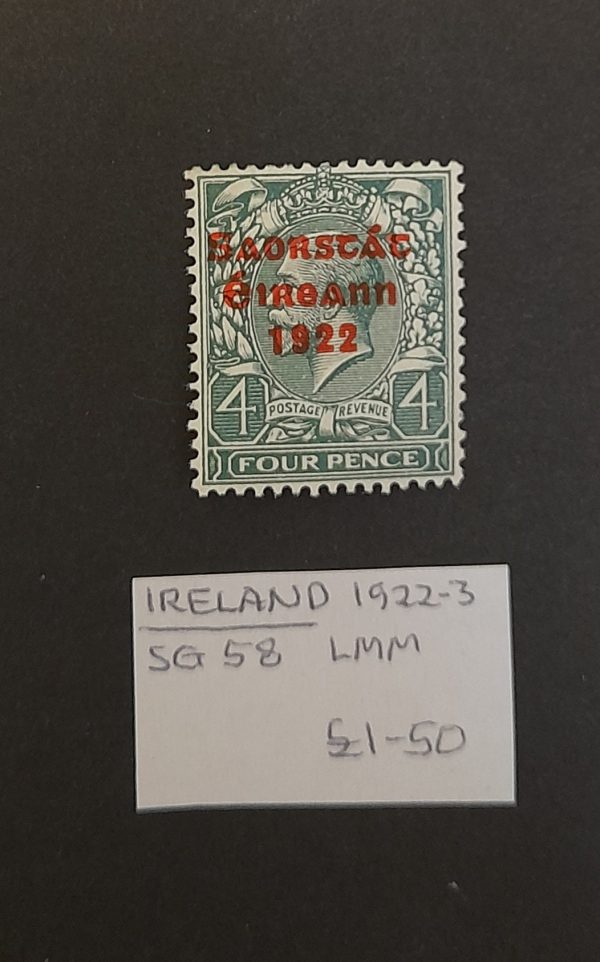 Saorstát
Éireann
1922
4 POSTAGE REVENUE 4
FOUR PENCE
IRELAND 1922-3
SG 58 LMM
£1-50